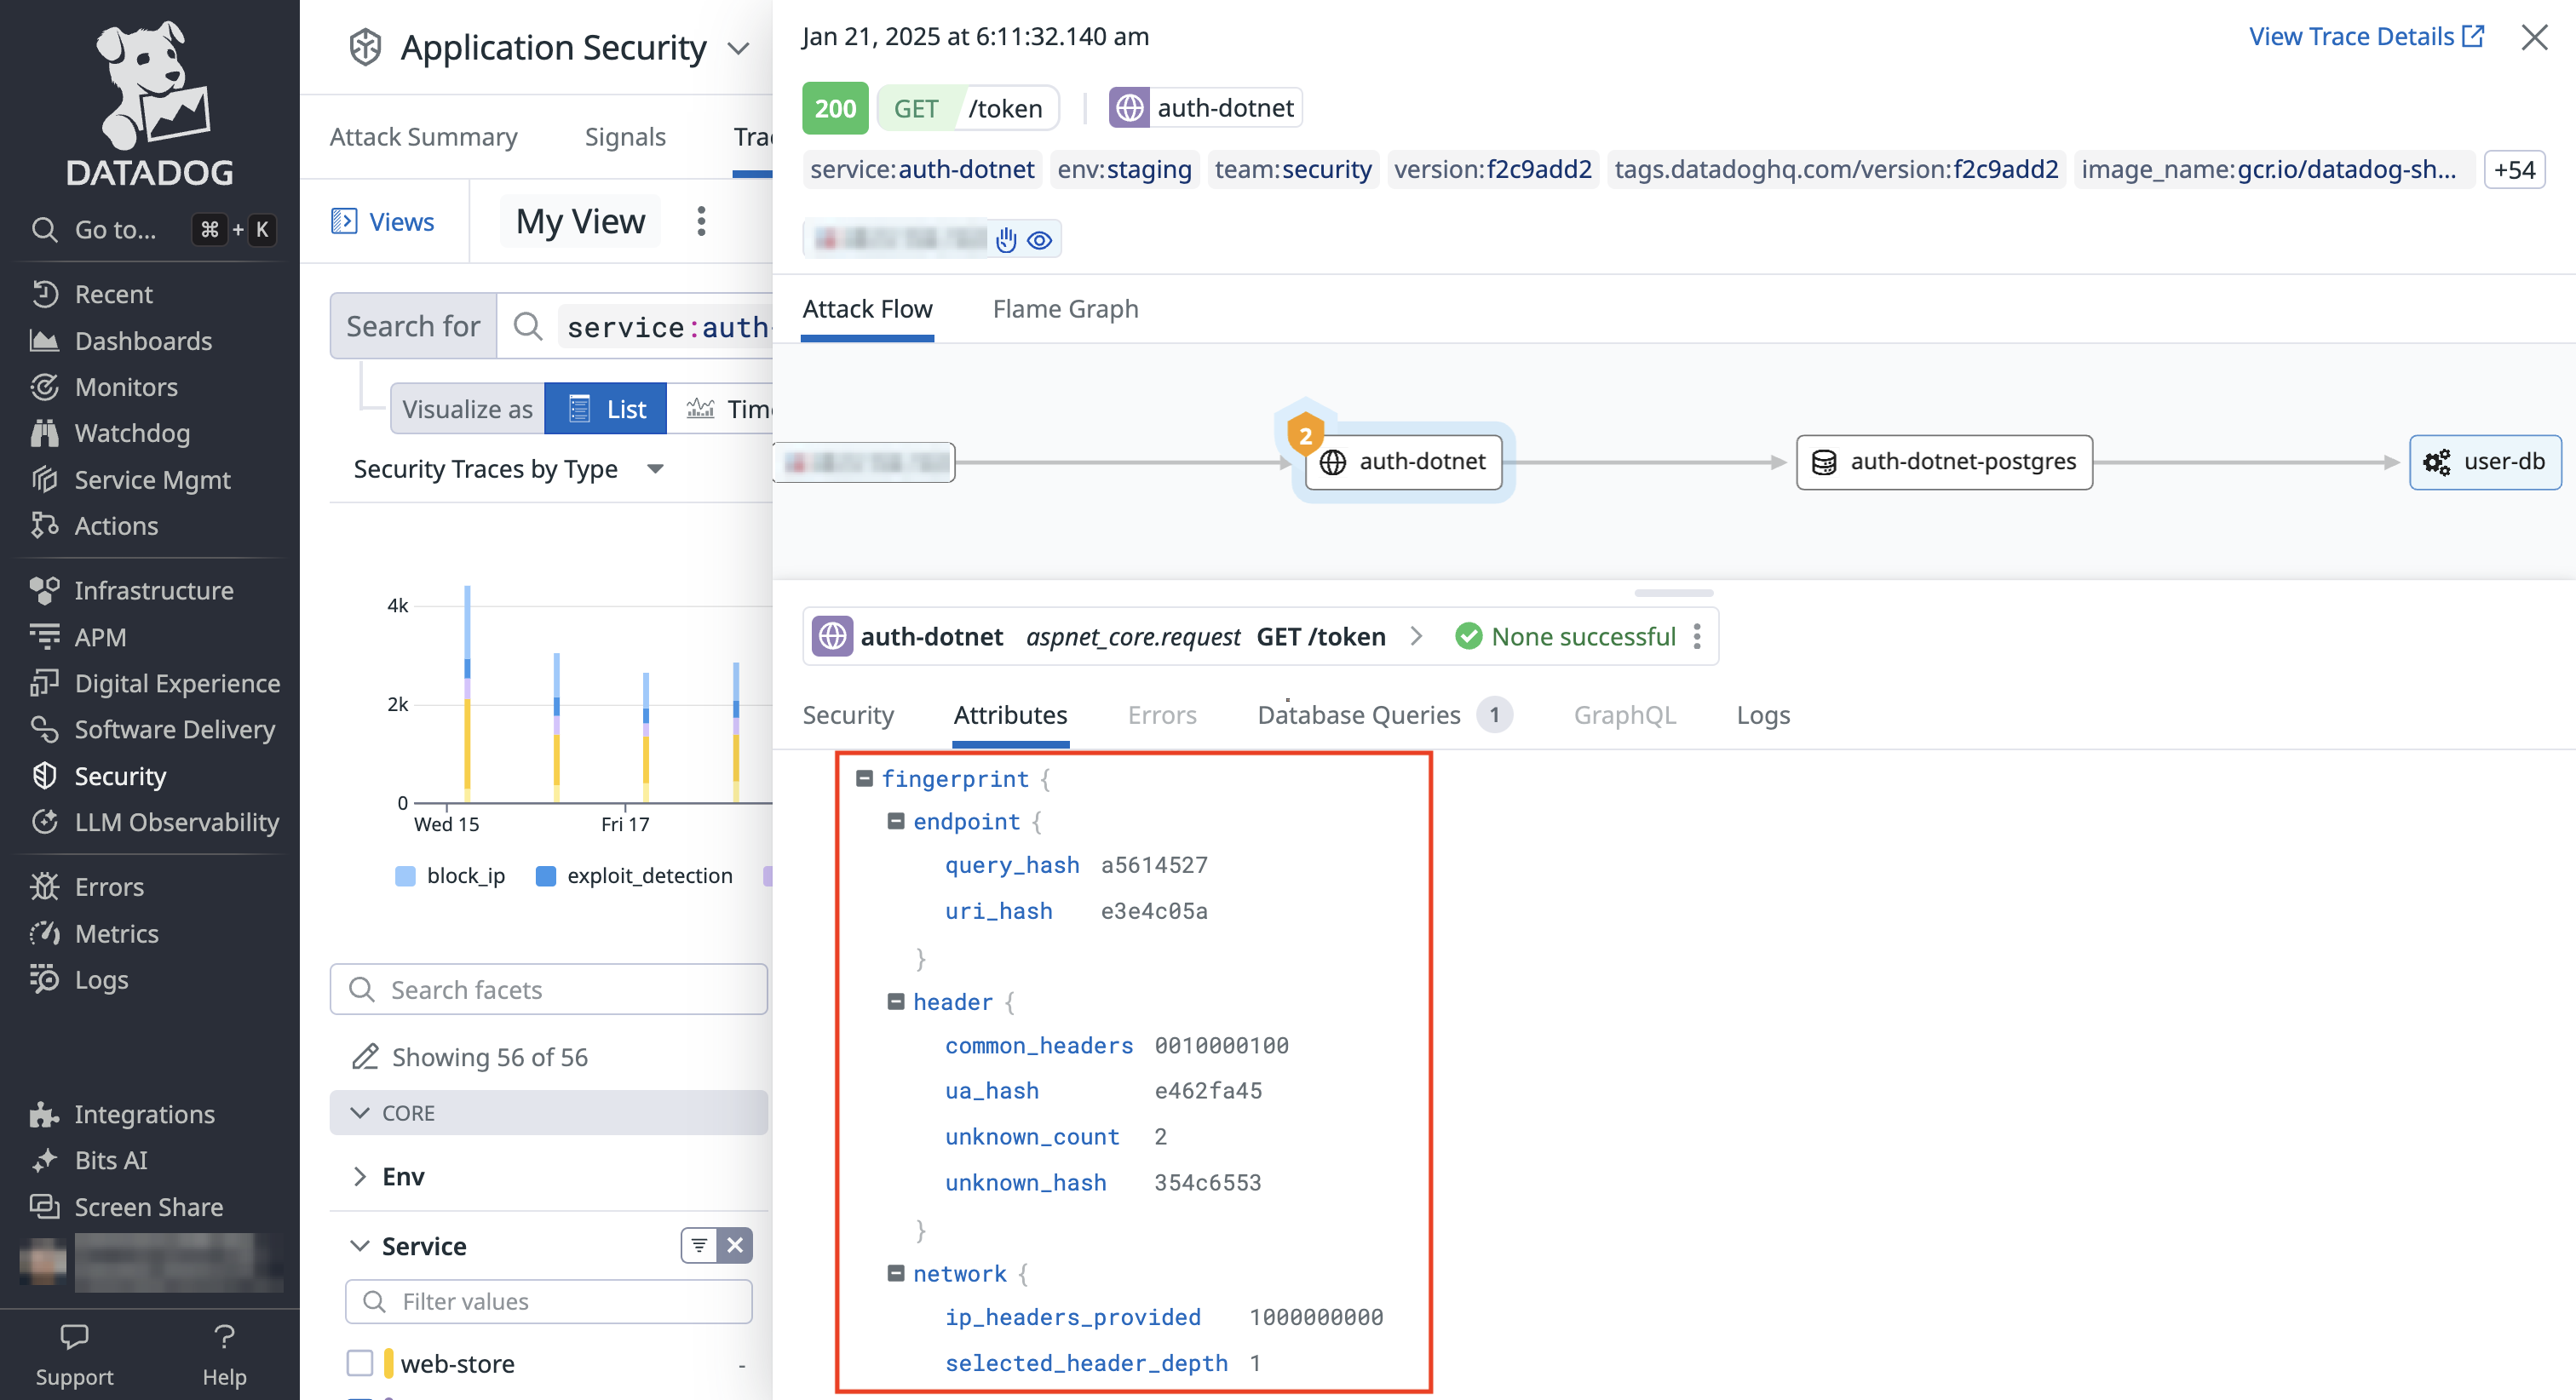 DATADOG
Go to... ⌘ + K
Recent
Dashboards
Monitors
Watchdog
Service Mgmt
Actions
Infrastructure
APM
Digital Experience
Software Delivery
Security
LLM Observability
Errors
Metrics
Logs
Integrations
Bits AI
Screen Share
Support
Help
Application Security
Attack Summary Signals Trac
Views My View
Search for service:auth-
Visualize as List Time
Security Traces by Type
4k
2k
0
Wed 15 Fri 17
block_ip exploit_detection
Search facets
Showing 56 of 56
CORE
Env
Service
Filter values
web-store -
Jan 21, 2025 at 6:11:32.140 am View Trace Details
200 GET /token auth-dotnet
service:auth-dotnet env:staging team:security version:f2c9add2 tags.datadoghq.com/version:f2c9add2 image_name:gcr.io/datadog-sh... +54
Attack Flow Flame Graph
2
auth-dotnet auth-dotnet-postgres user-db
auth-dotnet aspnet_core.request GET /token > None successful
Security Attributes Errors Database Queries 1 GraphQL Logs
fingerprint {
endpoint {
query_hash a5614527
uri_hash e3e4c05a
}
header {
common_headers 0010000100
ua_hash e462fa45
unknown_count 2
unknown_hash 354c6553
}
network {
ip_headers_provided 1000000000
selected_header_depth 1